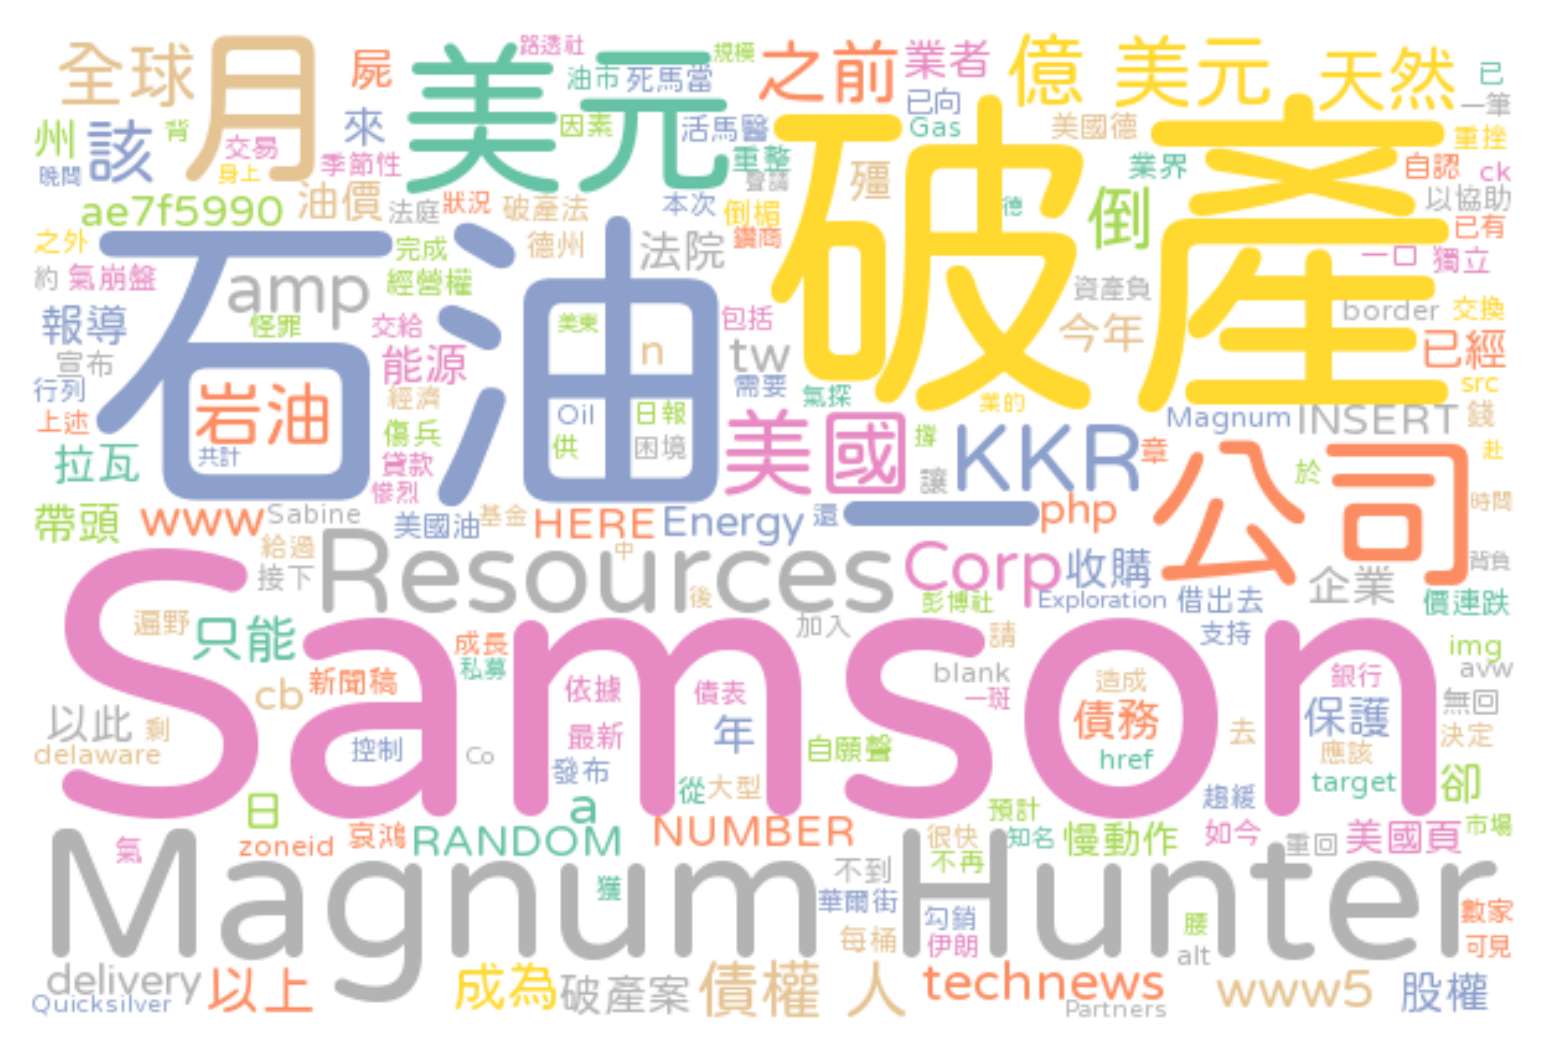 路透社
規模
全球
月
屍
美元
油市
死馬當
之前
業者
億
美元
天然
已
已向
一筆
州
該
背
交易
來
因素
活馬醫
Gas
美國德
重挫
晚間
身上
季節性
重整
聲請
殭
業界
自認
ck
ae7f5990
油價
法庭
狀況
破產法
本次
倒楣
鑽商
破產
德
倒
以協助
已有
之外
石油
完成
德州
法院
一口
獨立
約
氣崩盤
amp
經營權
資產負
報導
怪罪
交給
美東
包括
今年
border
交換
宣布
能源
n
tw
已經
行列
岩油
經濟
Oil
日報
需要
氣探
業的
src
上述
共計
傷兵
供
困境
美國
撐
KKR
Magnum
INSERT
錢
拉瓦
貸款
讓
章
公司
於
赴
慘烈
帶頭
www
Sabine
美國油
基金
HERE
Energy
還
一
php
時間
給過
接下
Resources
中
後
Corp
收購
企業
背負
彭博社
Exploration
借出去
價連跌
遍野
只能
Samson
成長
私募
加入
請
支持
img
新聞稿
依據
債表
blank
一斑
造成
銀行
avw
以此
剩
cb
最新
年
債務
保護
無回
delaware
控制
Co
發布
自願聲
href
去
應該
決定
日
a
從
大型
預計
趨緩
target
卻
氣
zoneid
哀鴻
RANDOM
NUMBER
很快
不再
知名
慢動作
如今
重回
美國頁
市場
Magnum Hunter
獲
不到
華爾街
勾銷
腰
數家
每桶
伊朗
alt
可見
delivery
以上
成為
破產案
債權
人
technews
www5
股權
Quicksilver
Partners